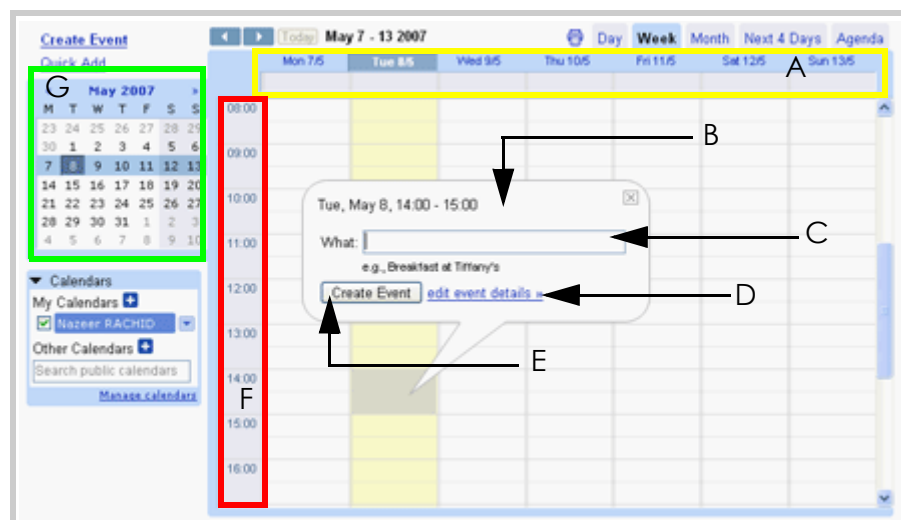 Create Event
Quick Add
Today May 7 - 13 2007
Day Week Month Next 4 Days Agenda
Mon 7/5 Tue 8/5 Wed 9/5 Thu 10/5 Fri 11/5 Sat 12/5 Sun 13/5
A
G
May 2007 »
M T W T F S S
23 24 25 26 27 28 29
30 1 2 3 4 5 6
7 8 9 10 11 12 13
14 15 16 17 18 19 20
21 22 23 24 25 26 27
28 29 30 31 1 2 3
4 5 6 7 8 9 10
08:00
09:00
10:00
11:00
12:00
13:00
14:00
15:00
16:00
F
B
Tue, May 8, 14:00 - 15:00
What:
C
e.g., Breakfast at Tiffany's
Create Event edit event details »
D
E
Calendars
My Calendars
Nazeer RACHID
Other Calendars
Search public calendars
Manage calendars